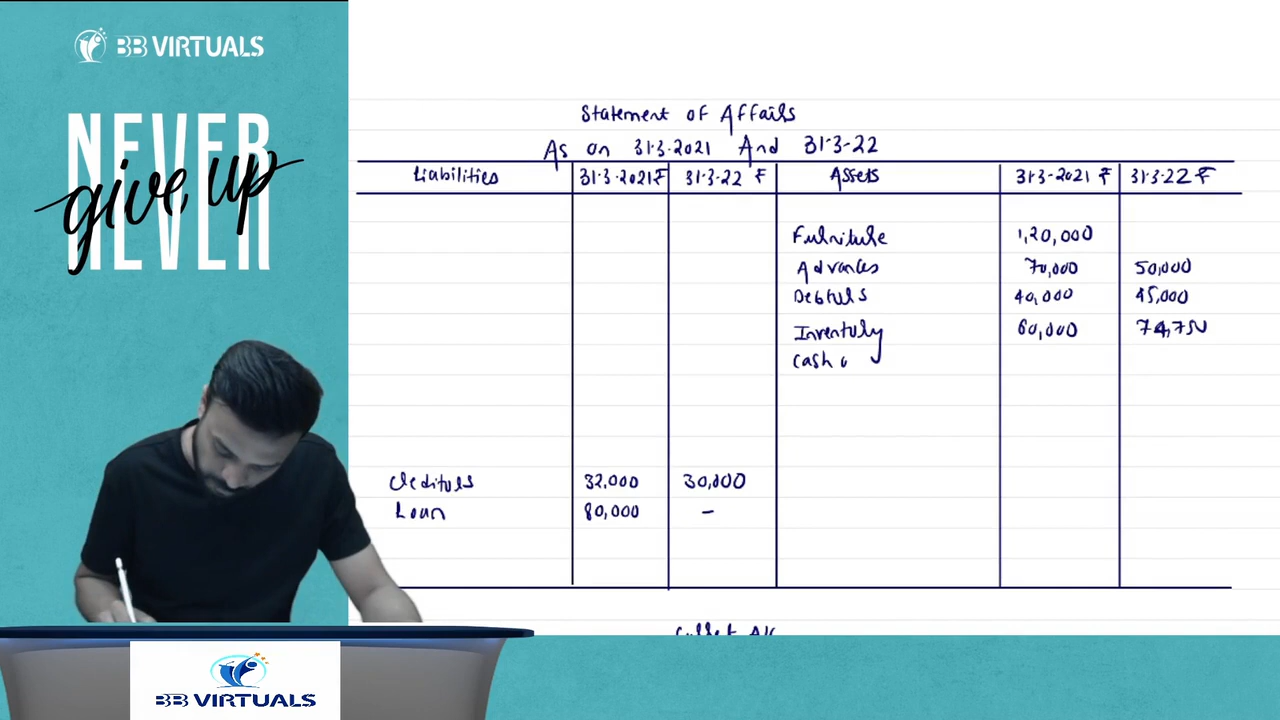 BB VIRTUALS
NEVER
give up
NEVER
Statement of Affairs
As on 31.3.2021 And 31.3-22
Liabilities 31.3.2021 ₹ 31.3.22 ₹ Assets 31.3-2021 ₹ 31.3.22 ₹
Furniture 1,20,000
Advances 70,000 50,000
Debtors 40,000 45,000
Inventory 60,000 74,750
Cash
Creditors 32,000 30,000
Loan 80,000 -
BB VIRTUALS